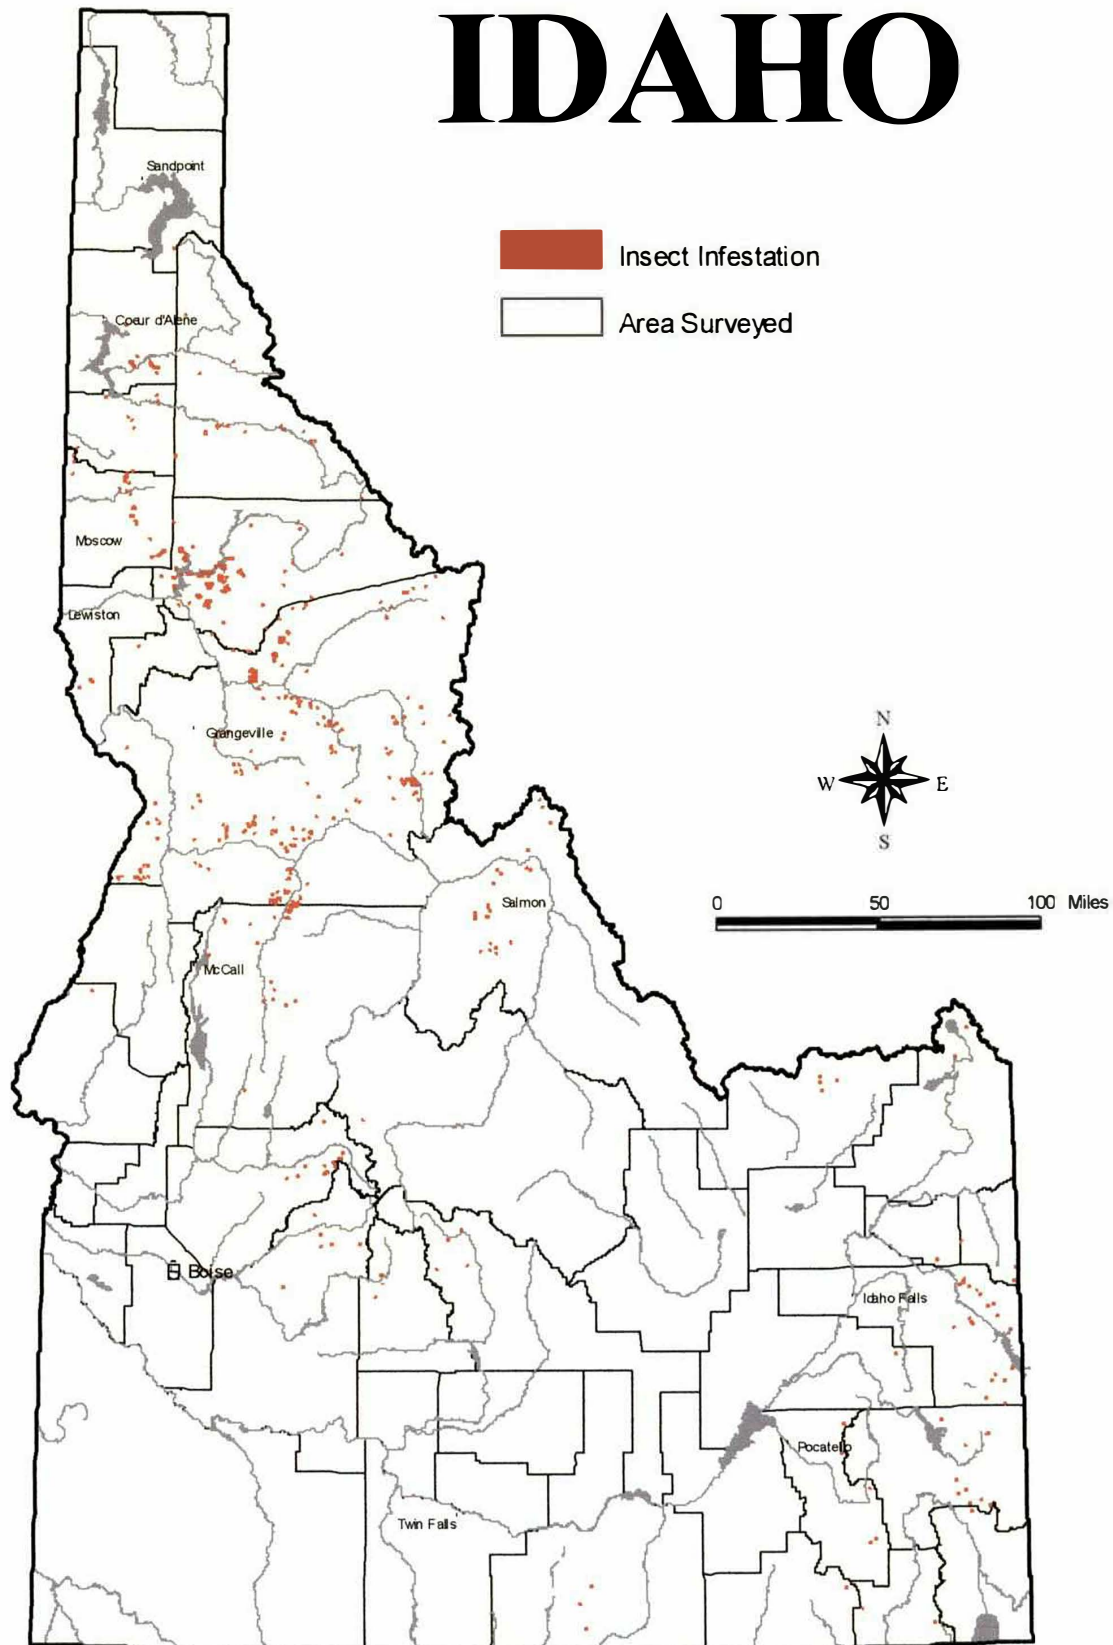 IDAHO
Sandpoint
Insect Infestation
Coeur d'Alene
Area Surveyed
Moscow
Lewiston
Grangeville
N
W E
S
Salmon
0 50 100 Miles
McCall
Boise
Idaho Falls
Pocatello
Twin Falls